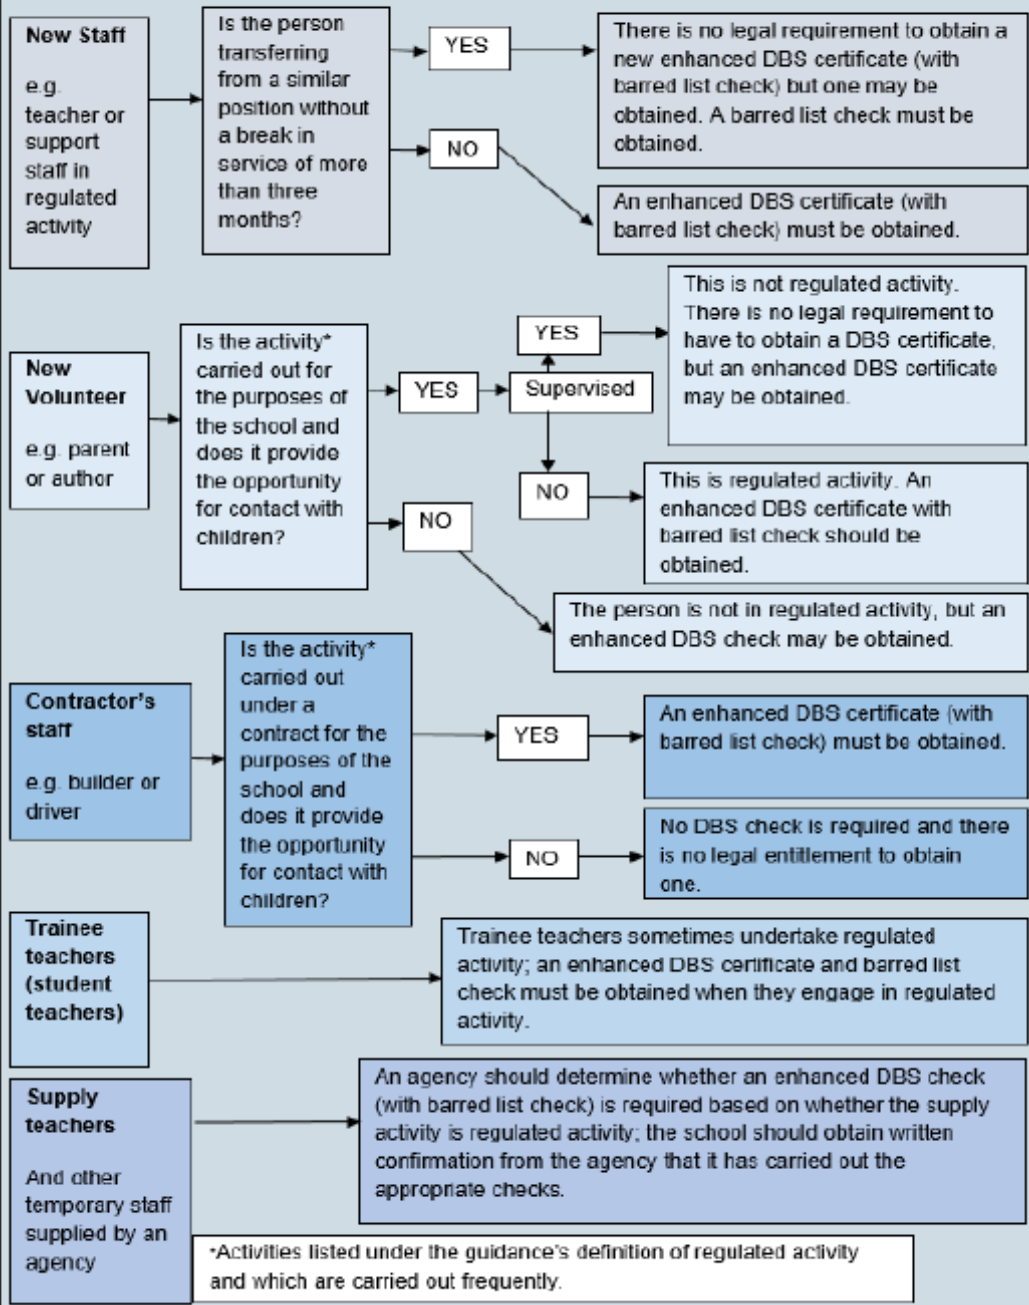 New Staff
e.g.
teacher or
support
staff in
regulated
activity
Is the person
transferring
from a similar
position without
a break in
service of more
than three
months?
YES
There is no legal requirement to obtain a
new enhanced DBS certificate (with
barred list check) but one may be
obtained. A barred list check must be
obtained.
NO
An enhanced DBS certificate (with
barred list check) must be obtained.
New
Volunteer
e.g. parent
or author
Is the activity*
carried out for
the purposes of
the school and
does it provide
the opportunity
for contact with
children?
YES
Supervised
YES
This is not regulated activity.
There is no legal requirement to
have to obtain a DBS certificate,
but an enhanced DBS certificate
may be obtained.
NO
This is regulated activity. An
enhanced DBS certificate with
barred list check should be
obtained.
NO
The person is not in regulated activity, but an
enhanced DBS check may be obtained.
Contractor's
staff
e.g. builder or
driver
Is the activity*
carried out
under a
contract for the
purposes of the
school and
does it provide
the opportunity
for contact with
children?
YES
An enhanced DBS certificate (with
barred list check) must be obtained.
NO
No DBS check is required and there
is no legal entitlement to obtain
one.
Trainee
teachers
(student
teachers)
Trainee teachers sometimes undertake regulated
activity; an enhanced DBS certificate and barred list
check must be obtained when they engage in regulated
activity.
Supply
teachers
And other
temporary staff
supplied by an
agency
An agency should determine whether an enhanced DBS check
(with barred list check) is required based on whether the supply
activity is regulated activity; the school should obtain written
confirmation from the agency that it has carried out the
appropriate checks.
*Activities listed under the guidance's definition of regulated activity
and which are carried out frequently.